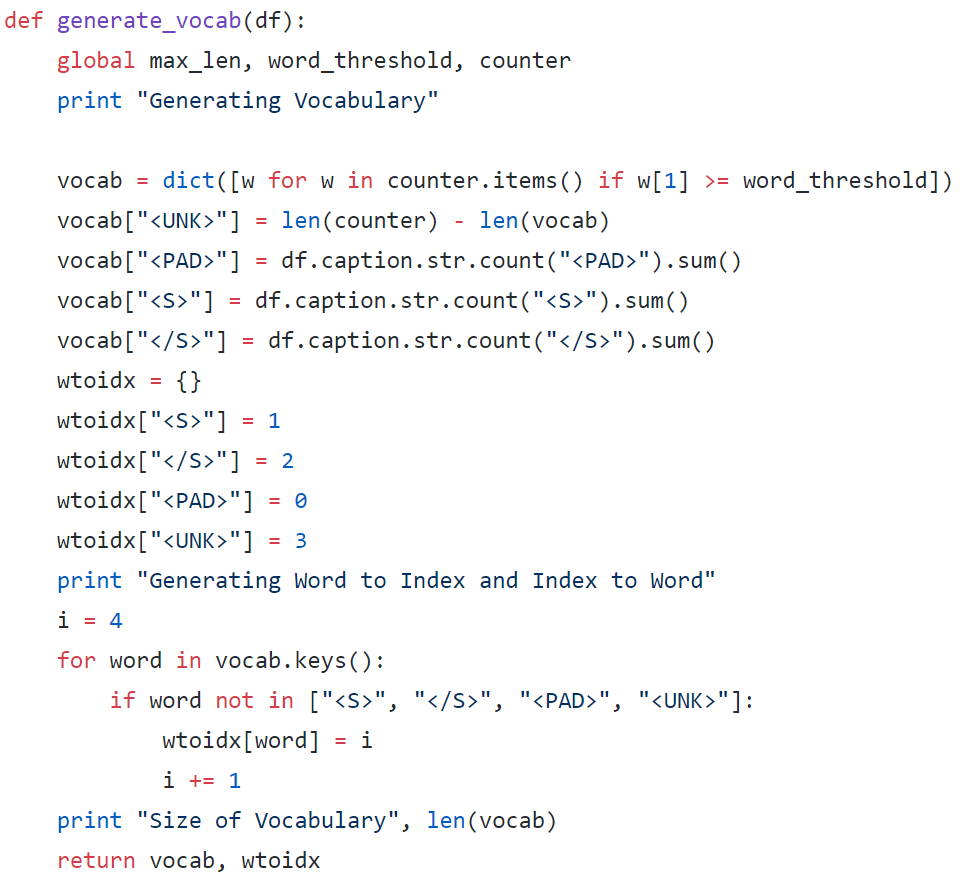 def generate_vocab(df):
    global max_len, word_threshold, counter
    print "Generating Vocabulary"

    vocab = dict([w for w in counter.items() if w[1] >= word_threshold])
    vocab["<UNK>"] = len(counter) - len(vocab)
    vocab["<PAD>"] = df.caption.str.count("<PAD>").sum()
    vocab["<S>"] = df.caption.str.count("<S>").sum()
    vocab["</S>"] = df.caption.str.count("</S>").sum()
    wtoidx = {}
    wtoidx["<S>"] = 1
    wtoidx["</S>"] = 2
    wtoidx["<PAD>"] = 0
    wtoidx["<UNK>"] = 3
    print "Generating Word to Index and Index to Word"
    i = 4
    for word in vocab.keys():
        if word not in ["<S>", "</S>", "<PAD>", "<UNK>"]:
            wtoidx[word] = i
            i += 1
    print "Size of Vocabulary", len(vocab)
    return vocab, wtoidx